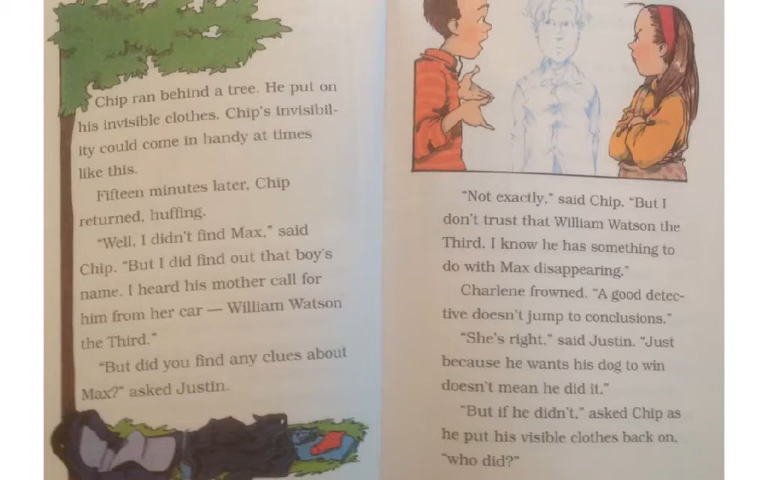 Chip ran behind a tree. He put on
his invisible clothes. Chip's invisibil-
ity could come in handy at times
like this.
Fifteen minutes later, Chip
returned, huffing.
"Well, I didn't find Max," said
Chip. "But I did find out that boy's
name. I heard his mother call for
him from her car — William Watson
the Third."
"But did you find any clues about
Max?" asked Justin.
"Not exactly," said Chip. "But I
don't trust that William Watson the
Third. I know he has something to
do with Max disappearing."
Charlene frowned. "A good detec-
tive doesn't jump to conclusions."
"She's right," said Justin. "Just
because he wants his dog to win
doesn't mean he did it."
"But if he didn't," asked Chip as
he put his visible clothes back on,
"who did?"